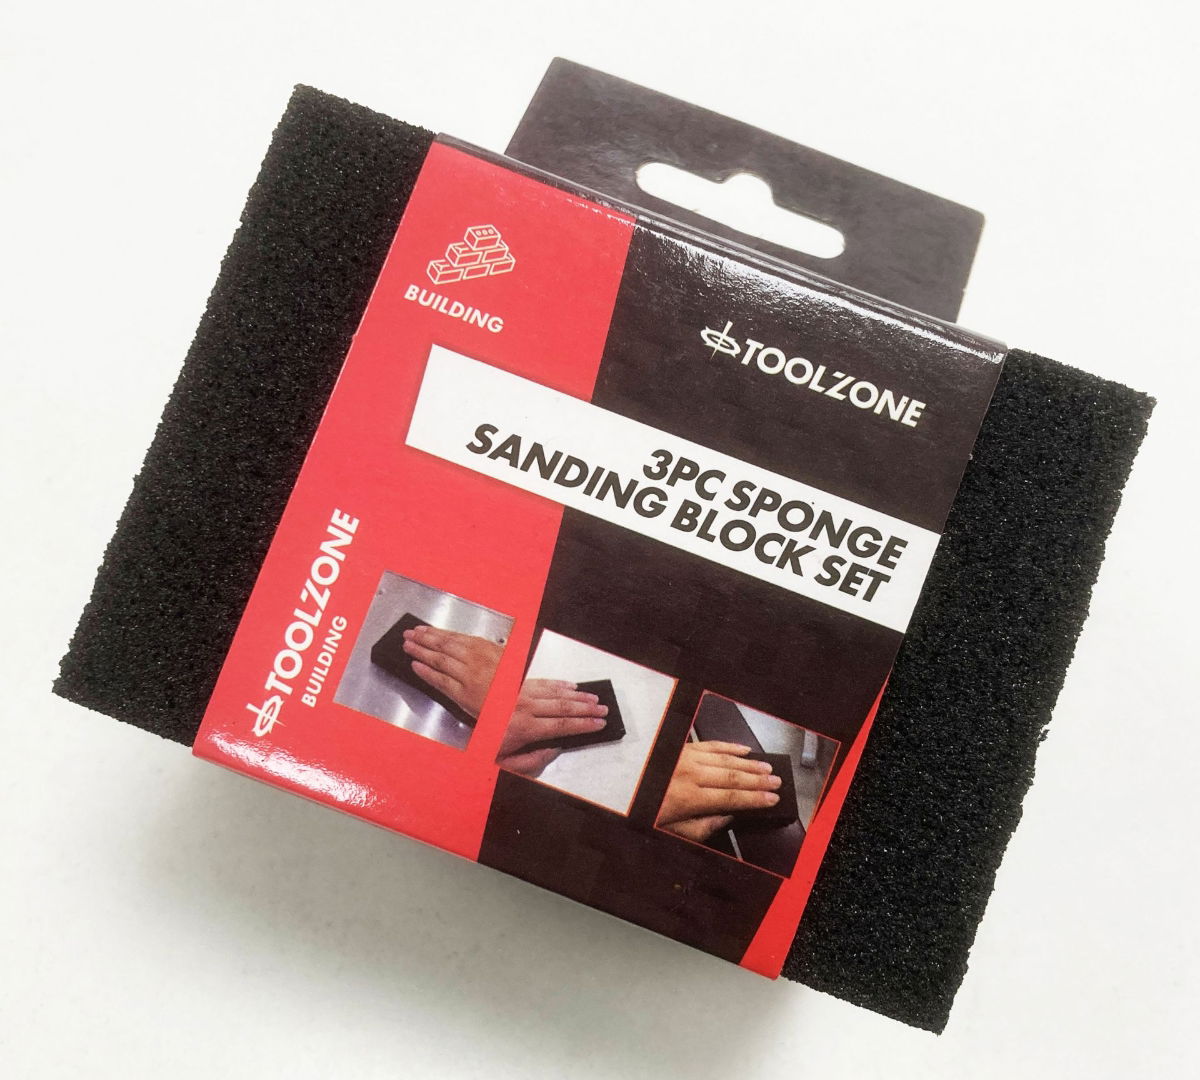 BUILDING
TOOLZONE
3PC SPONGE
SANDING BLOCK SET
TOOLZONE
BUILDING